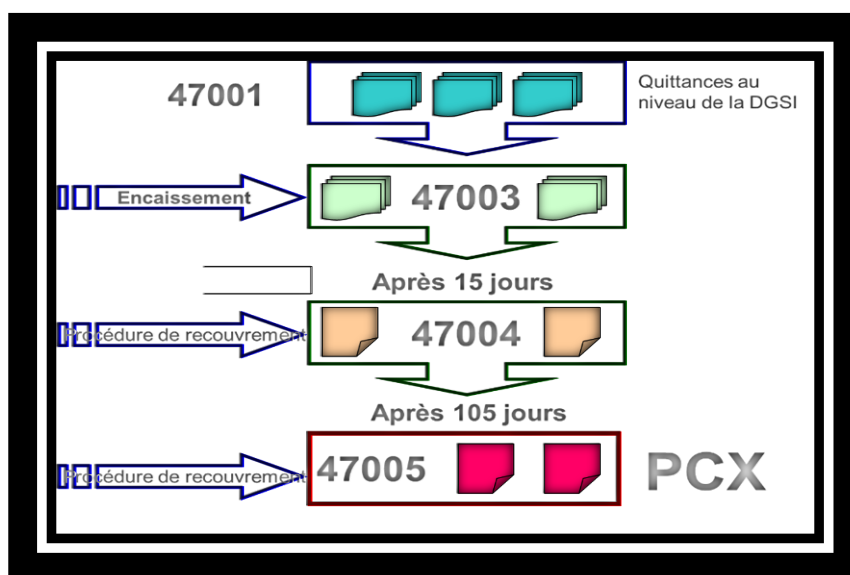 47001
Quittances au
niveau de la DGSI
Encaissement
47003
Après 15 jours
Procédure de recouvrement
47004
Après 105 jours
Procédure de recouvrement
47005
PCX